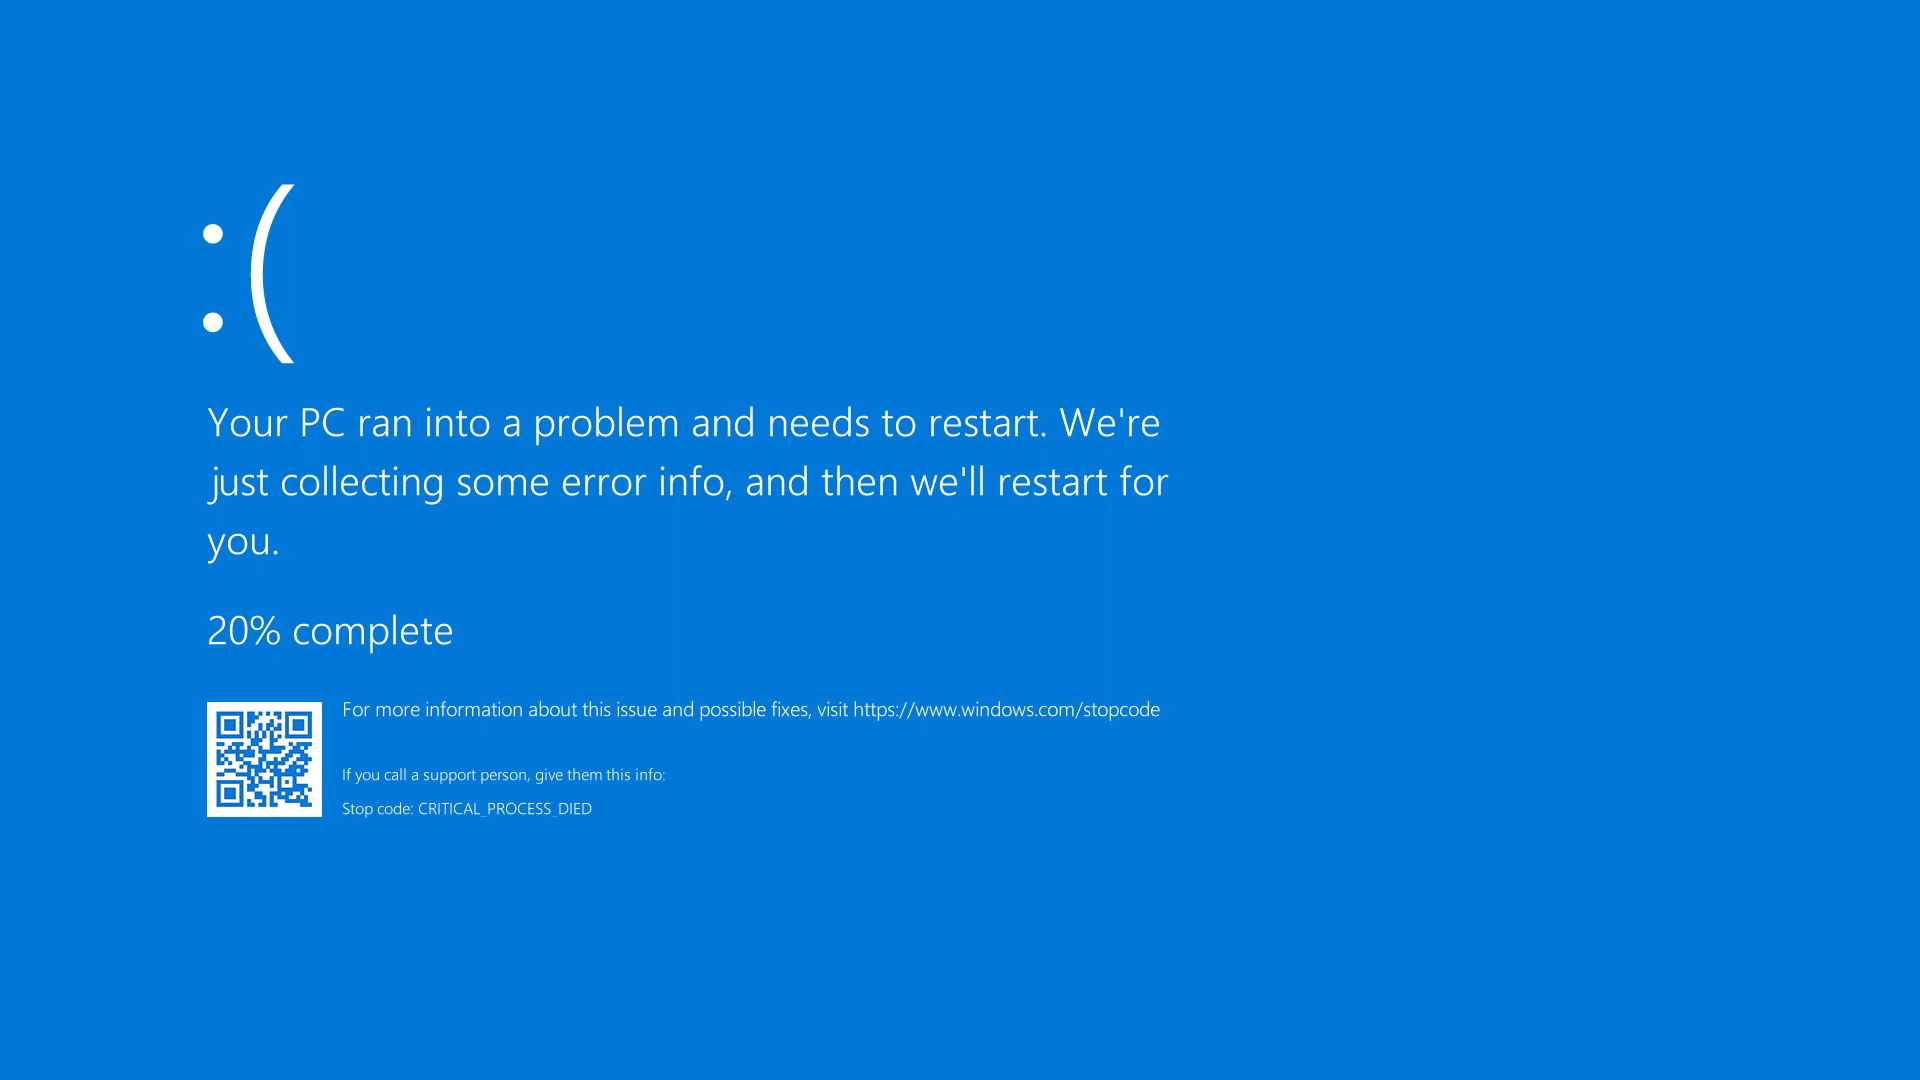 :(
Your PC ran into a problem and needs to restart. We're
just collecting some error info, and then we'll restart for
you.
20% complete
For more information about this issue and possible fixes, visit https://www.windows.com/stopcode
If you call a support person, give them this info:
Stop code: CRITICAL_PROCESS_DIED